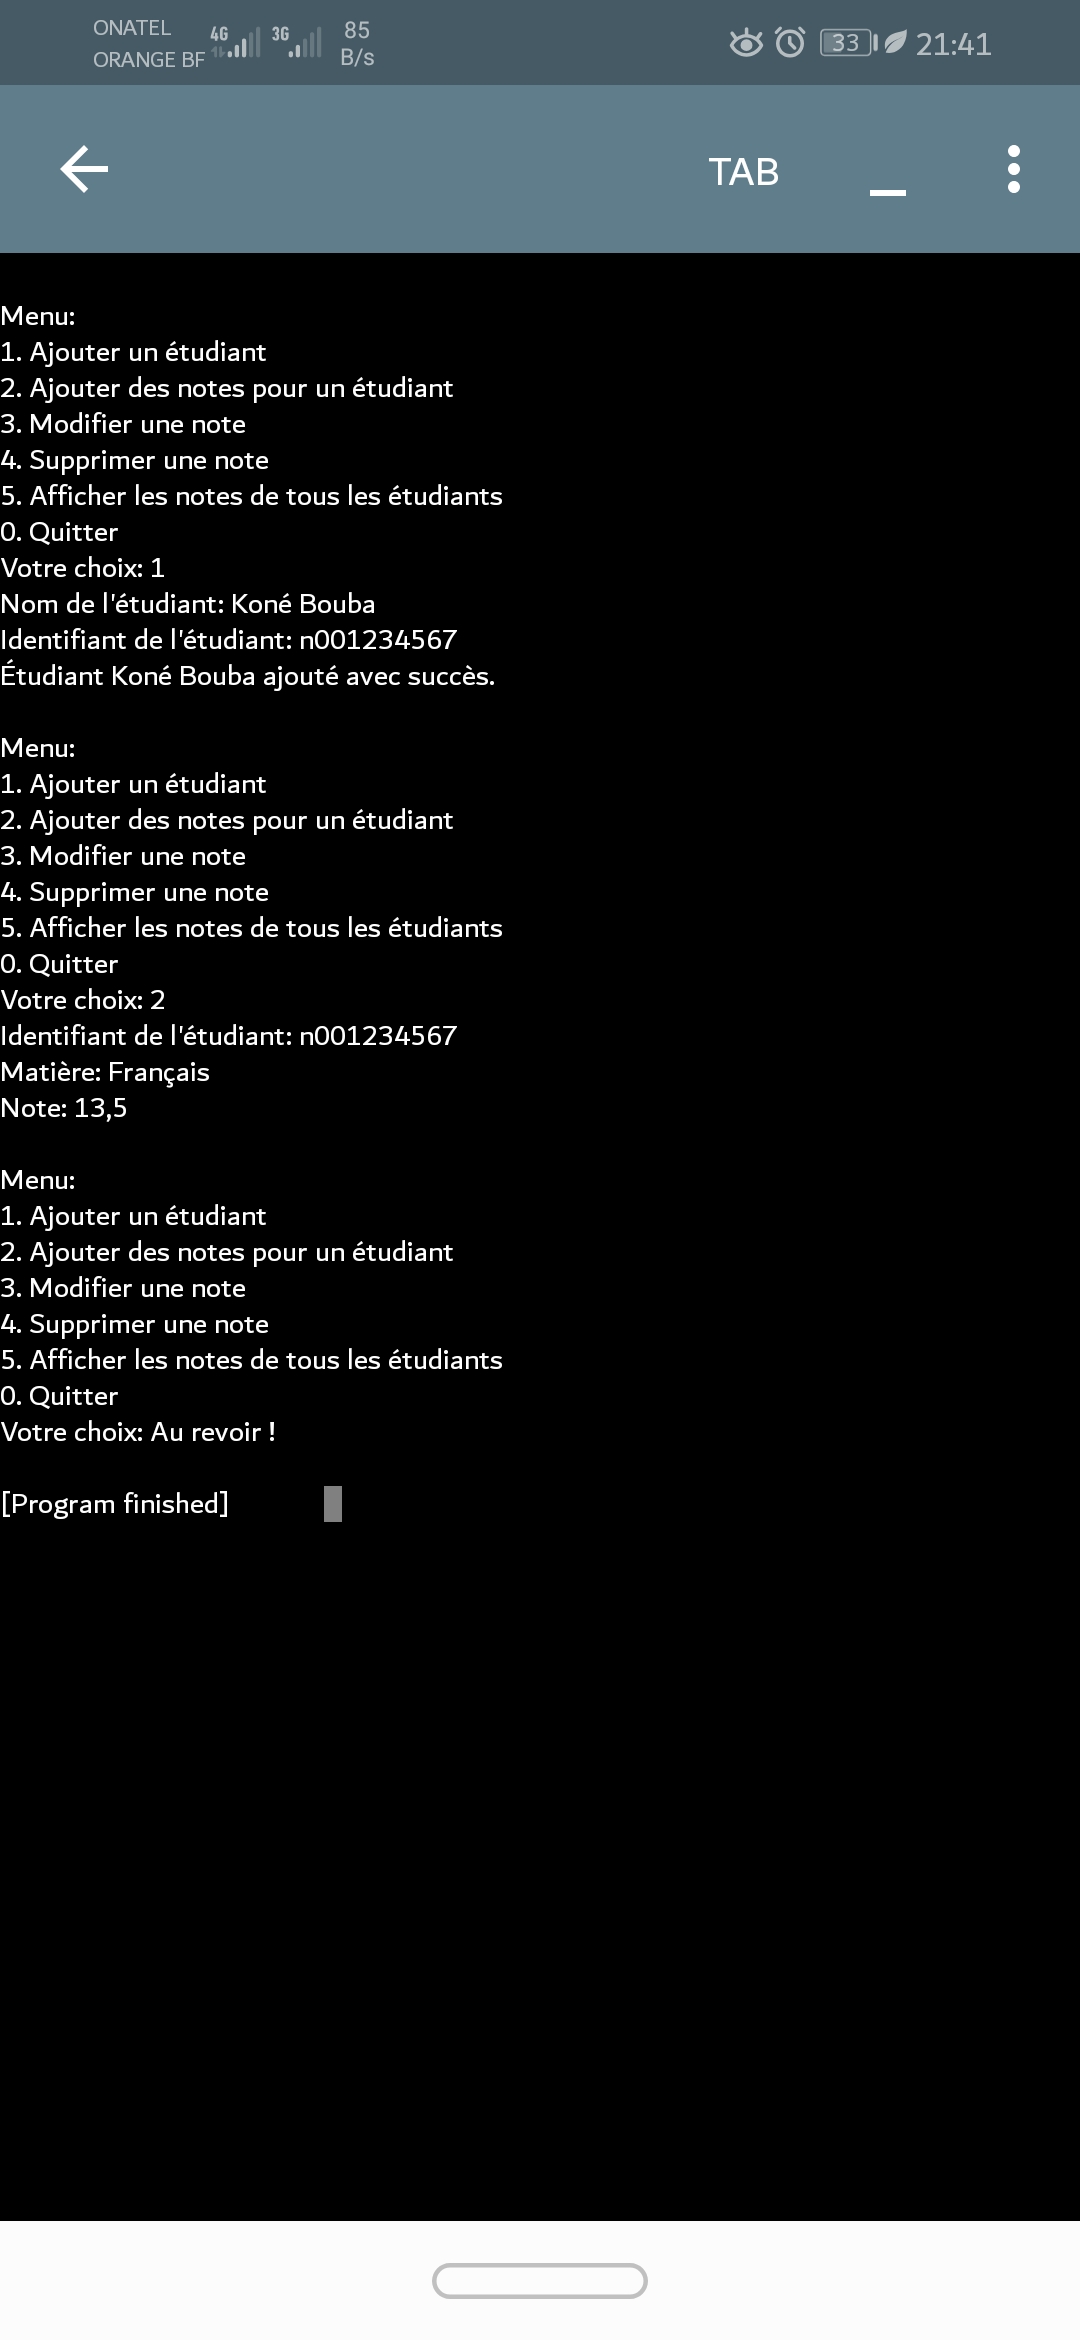 ONATEL
ORANGE BF
4G
3G
85
B/s
33
21:41
TAB
Menu:
1. Ajouter un étudiant
2. Ajouter des notes pour un étudiant
3. Modifier une note
4. Supprimer une note
5. Afficher les notes de tous les étudiants
0. Quitter
Votre choix: 1
Nom de l'étudiant: Koné Bouba
Identifiant de l'étudiant: n001234567
Étudiant Koné Bouba ajouté avec succès.
Menu:
1. Ajouter un étudiant
2. Ajouter des notes pour un étudiant
3. Modifier une note
4. Supprimer une note
5. Afficher les notes de tous les étudiants
0. Quitter
Votre choix: 2
Identifiant de l'étudiant: n001234567
Matière: Français
Note: 13,5
Menu:
1. Ajouter un étudiant
2. Ajouter des notes pour un étudiant
3. Modifier une note
4. Supprimer une note
5. Afficher les notes de tous les étudiants
0. Quitter
Votre choix: Au revoir !
[Program finished]